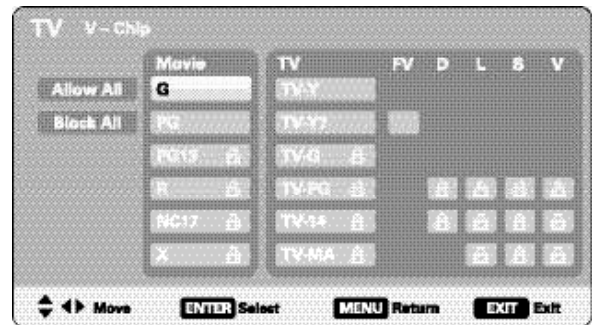 TV V-Chip
Movie TV FV D L S V
Allow All G TV-Y
Block All PG TV-Y7
PG13 TV-G
R TV-PG
NC17 TV-14
X TV-MA
Move ENTER Select MENU Return EXIT Exit